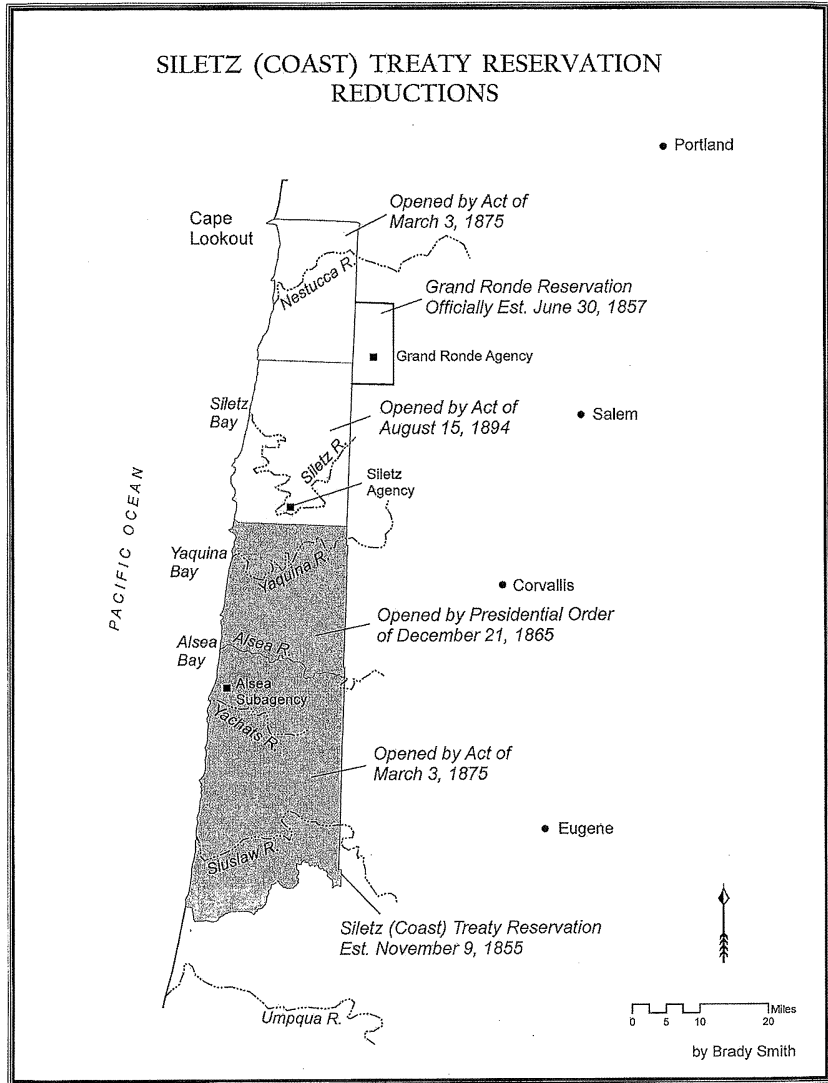 SILETZ (COAST) TREATY RESERVATION
REDUCTIONS
Portland
Opened by Act of
March 3, 1875
Cape
Lookout
Nestucca R.
Grand Ronde Reservation
Officially Est. June 30, 1857
Grand Ronde Agency
Siletz
Bay
Opened by Act of
August 15, 1894
Salem
Siletz R.
Siletz
Agency
PACIFIC OCEAN
Yaquina
Bay
Yaquina R.
Corvallis
Opened by Presidential Order
of December 21, 1865
Alsea
Bay
Alsea R.
Alsea
Subagency
Yachats R.
Opened by Act of
March 3, 1875
Eugene
Siuslaw R.
Siletz (Coast) Treaty Reservation
Est. November 9, 1855
Umpqua R.
Miles
0 5 10 20
by Brady Smith